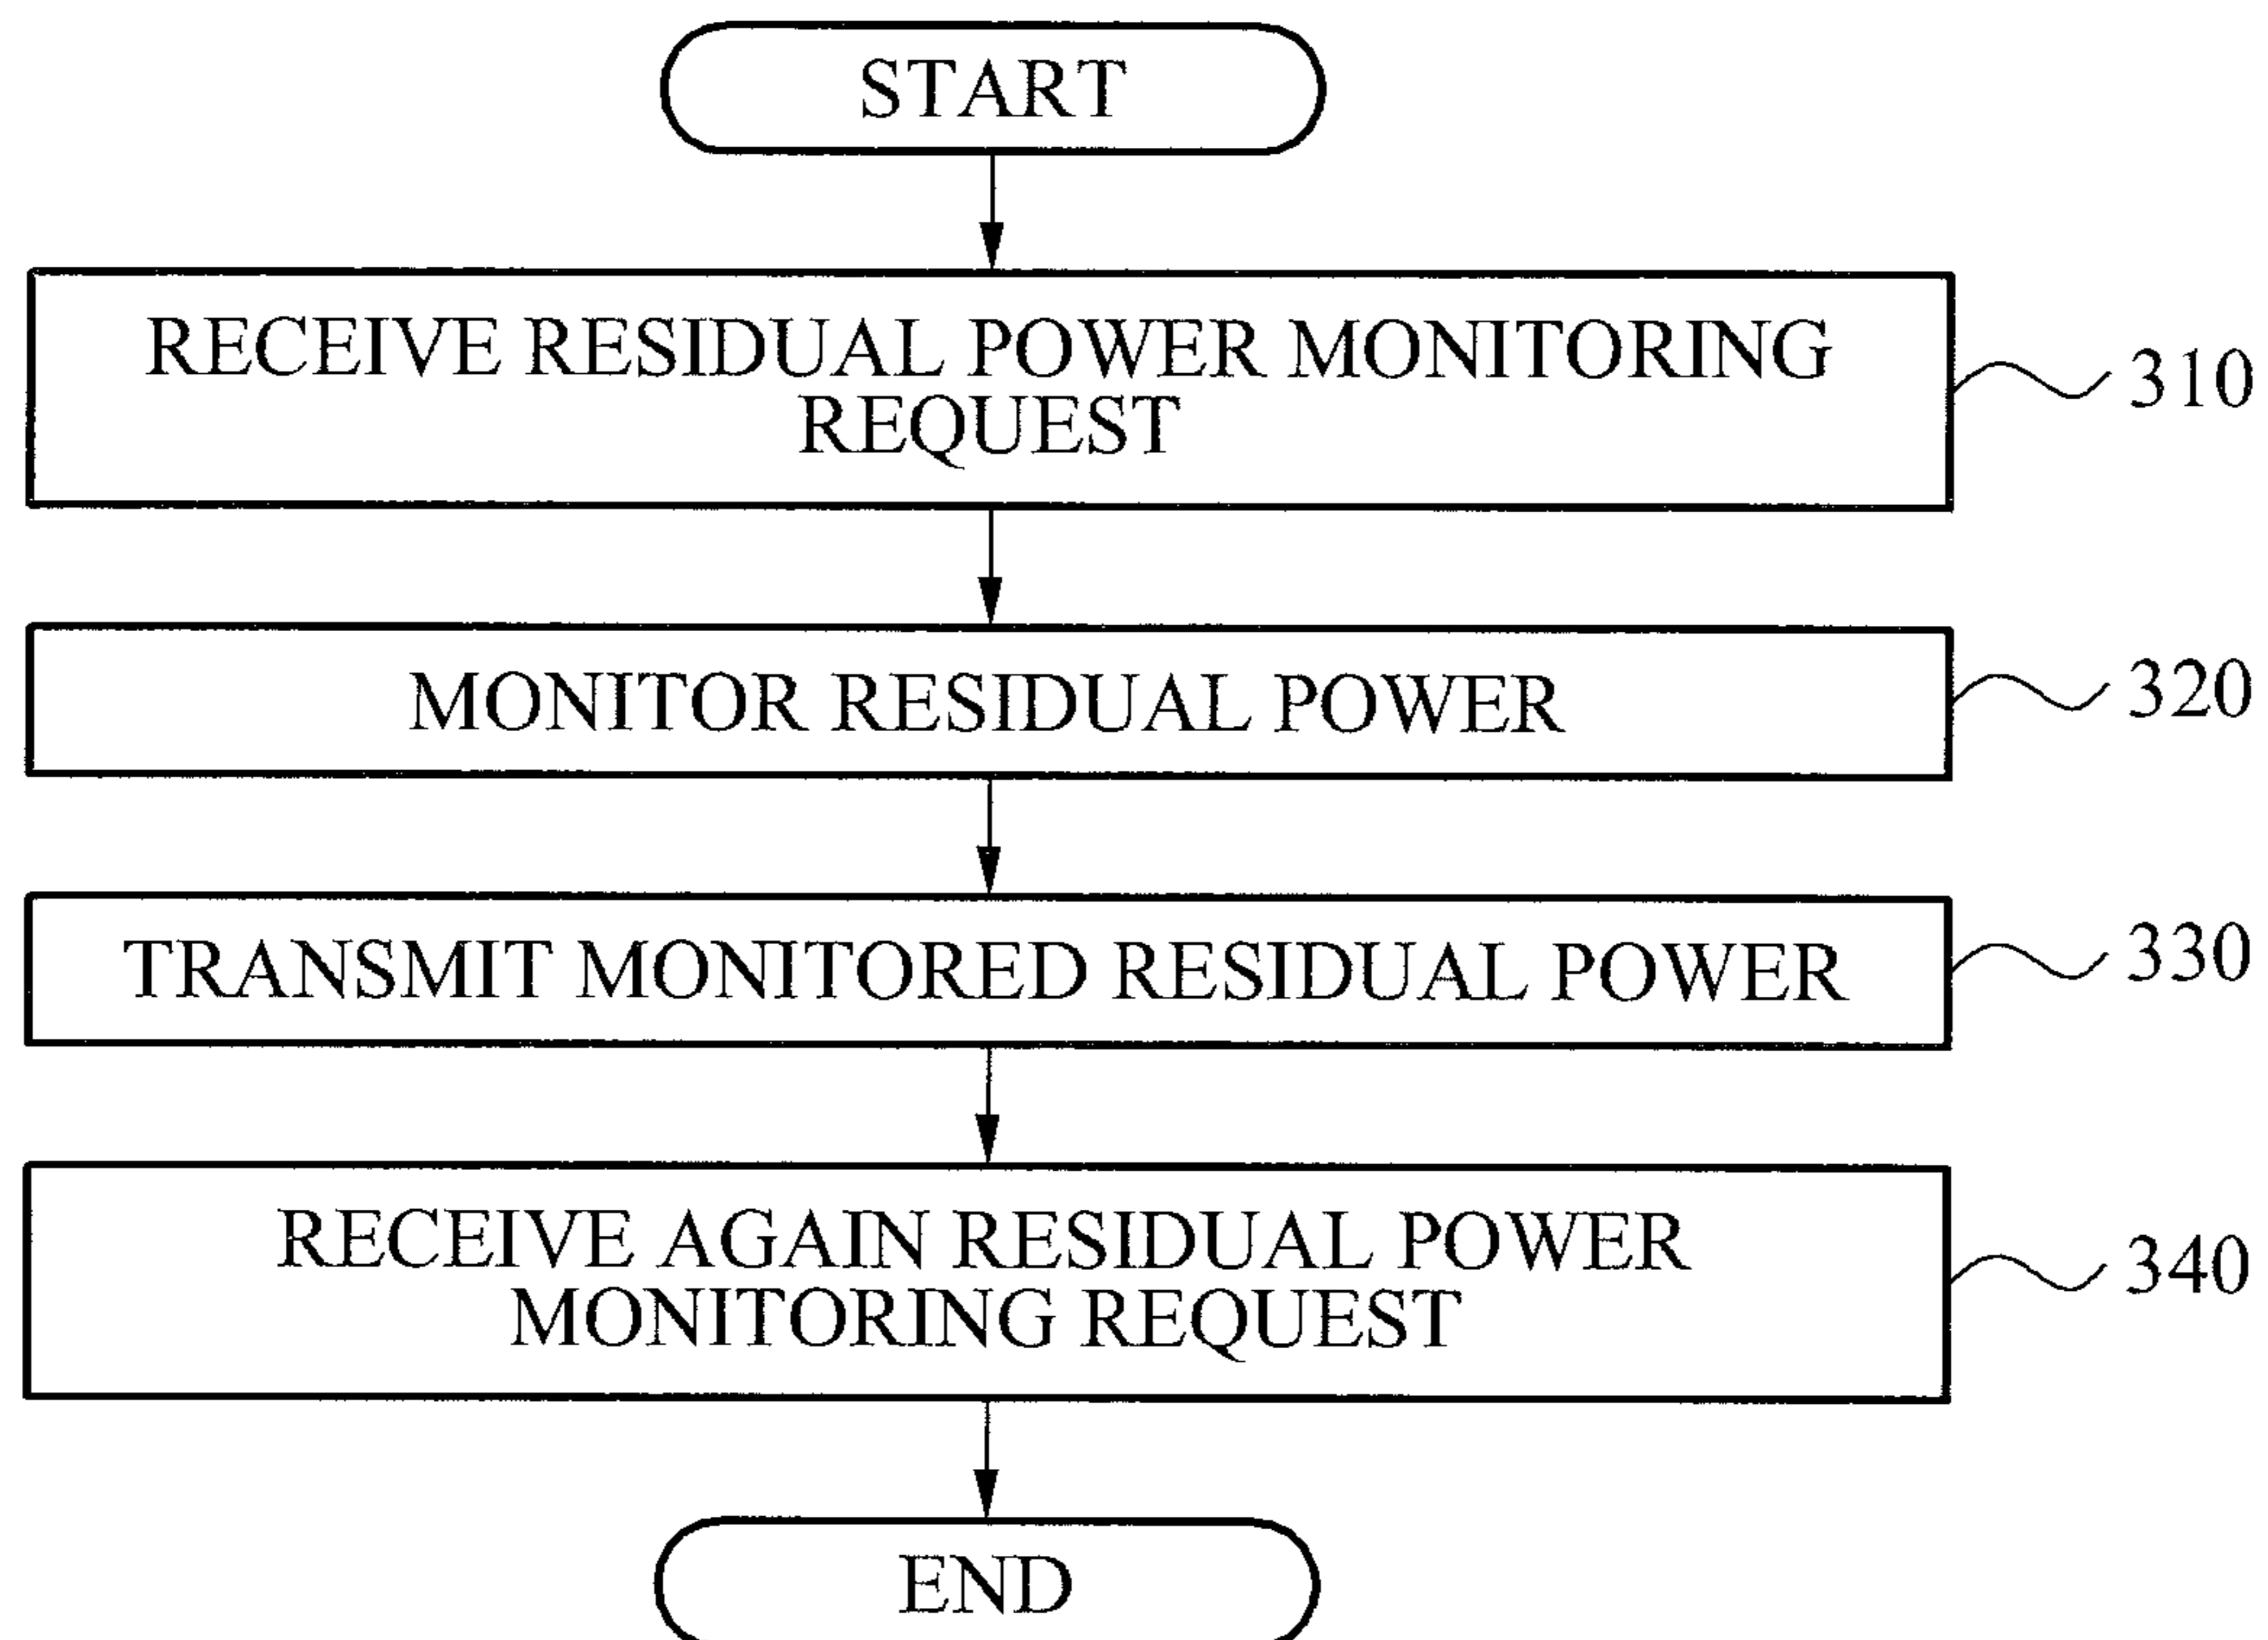 START
RECEIVE RESIDUAL POWER MONITORING
REQUEST
310
MONITOR RESIDUAL POWER
320
TRANSMIT MONITORED RESIDUAL POWER
330
RECEIVE AGAIN RESIDUAL POWER
MONITORING REQUEST
340
END